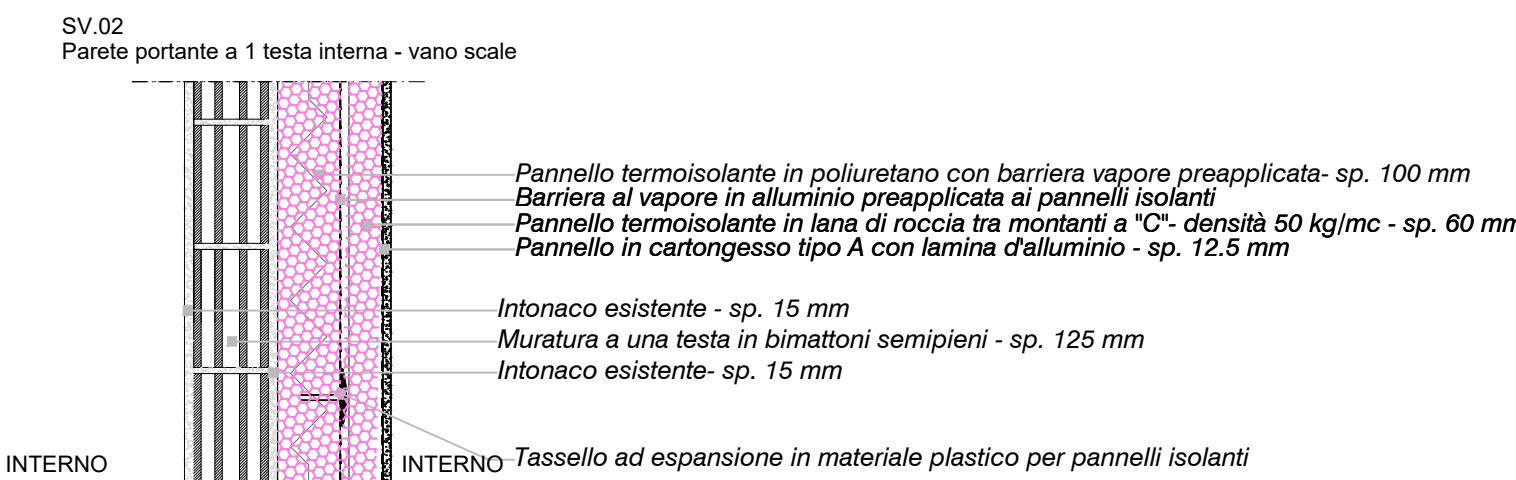 SV.02
Parete portante a 1 testa interna - vano scale
Pannello termoisolante in poliuretano con barriera vapore preapplicata- sp. 100 mm
Barriera al vapore in alluminio preapplicata ai pannelli isolanti
Pannello termoisolante in lana di roccia tra montanti a "C"- densità 50 kg/mc - sp. 60 mm
Pannello in cartongesso tipo A con lamina d'alluminio - sp. 12.5 mm
Intonaco esistente - sp. 15 mm
Muratura a una testa in bimattoni semipieni - sp. 125 mm
Intonaco esistente- sp. 15 mm
Tassello ad espansione in materiale plastico per pannelli isolanti
INTERNO
INTERNO